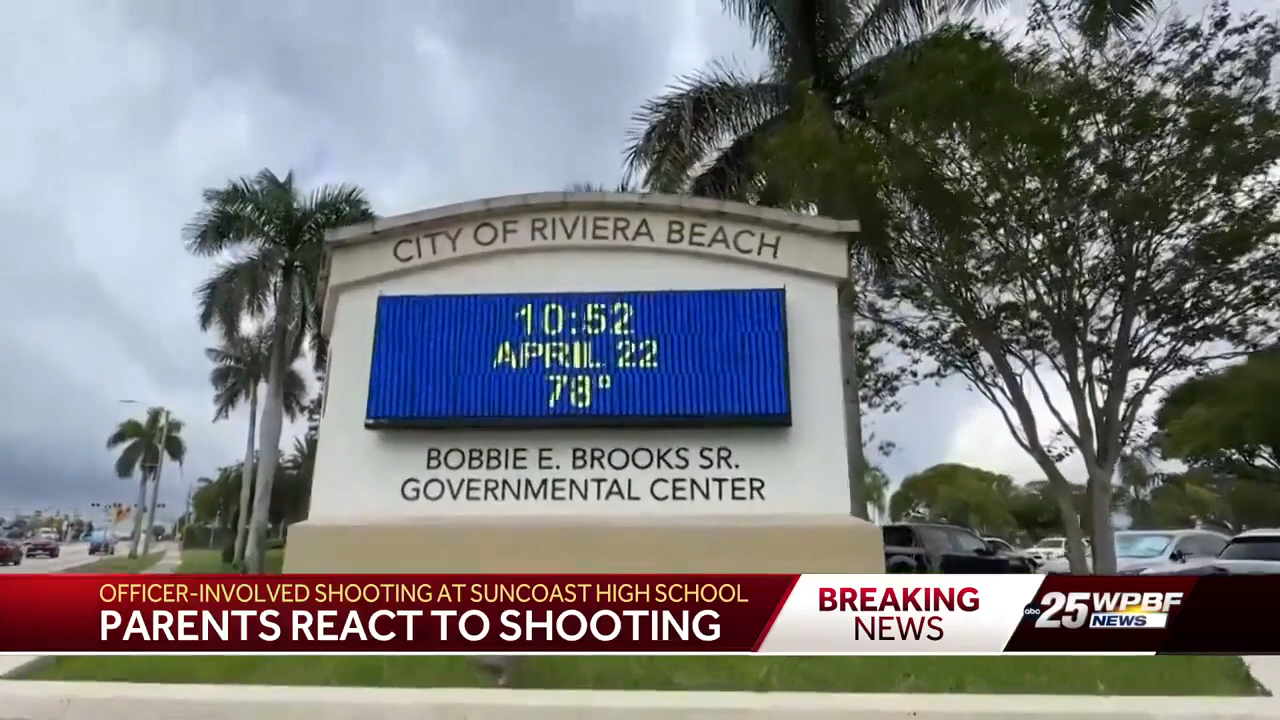 CITY OF RIVIERA BEACH
10:52
APRIL 22
78°
BOBBIE E. BROOKS SR.
GOVERNMENTAL CENTER
OFFICER-INVOLVED SHOOTING AT SUNCOAST HIGH SCHOOL
PARENTS REACT TO SHOOTING
BREAKING
NEWS
abc 25 WPBF
NEWS